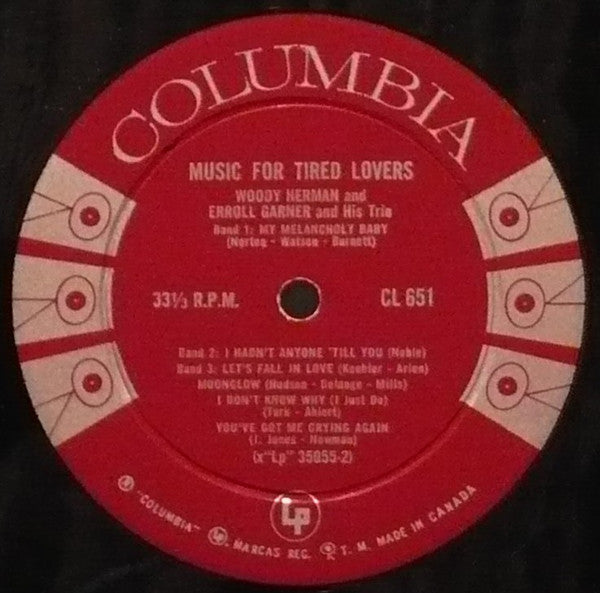 COLUMBIA
MUSIC FOR TIRED LOVERS
WOODY HERMAN and
ERROLL GARNER and His Trio
Band 1: MY MELANCHOLY BABY
(Norton - Watson - Burnett)
33⅓ R.P.M.
CL 651
Band 2: I HADN'T ANYONE 'TILL YOU (Noble)
Band 3: LET'S FALL IN LOVE (Koehler - Arlen)
MOONGLOW (Hudson - Delange - Mills)
I DON'T KNOW WHY (I Just Do)
(Turk - Ahlert)
YOU'VE GOT ME CRYING AGAIN
(I. Jones - Newman)
(x"Lp" 35055-2)
LP
"COLUMBIA" MARCAS REG. T. M. MADE IN CANADA